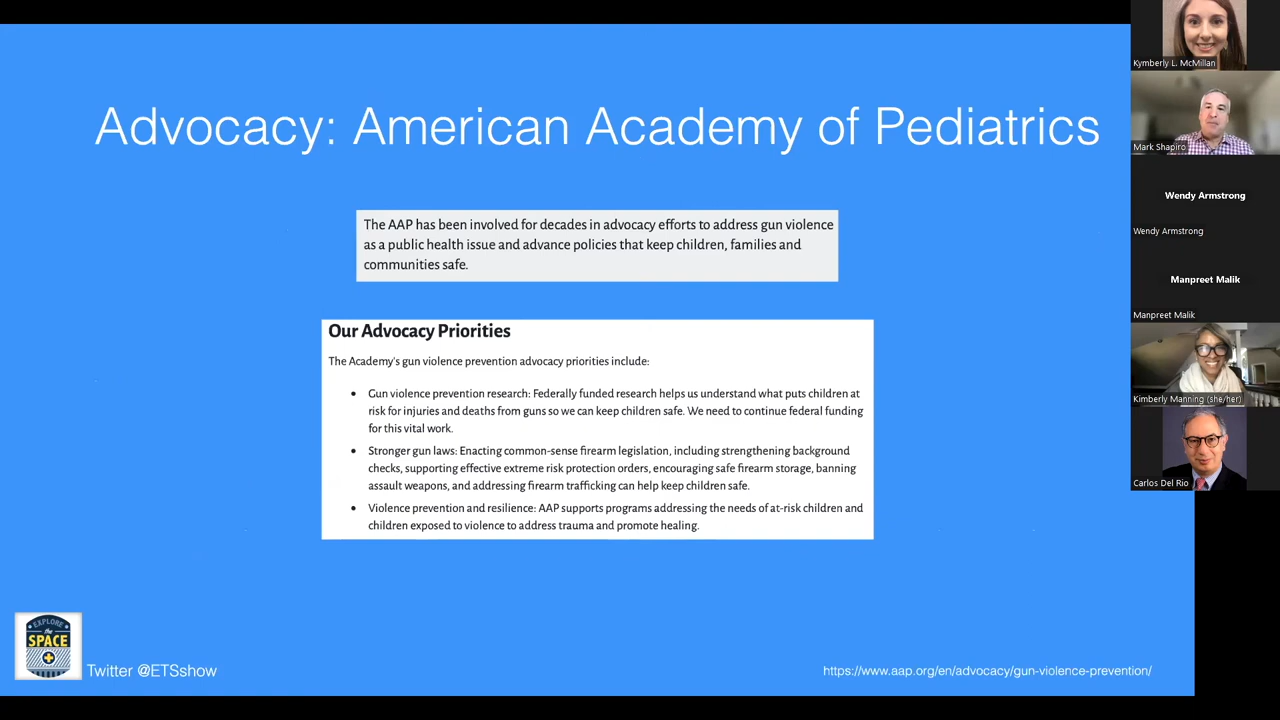 Advocacy: American Academy of Pediatrics
The AAP has been involved for decades in advocacy efforts to address gun violence
as a public health issue and advance policies that keep children, families and
communities safe.
Our Advocacy Priorities
The Academy's gun violence prevention advocacy priorities include:
• Gun violence prevention research: Federally funded research helps us understand what puts children at
risk for injuries and deaths from guns so we can keep children safe. We need to continue federal funding
for this vital work.
• Stronger gun laws: Enacting common-sense firearm legislation, including strengthening background
checks, supporting effective extreme risk protection orders, encouraging safe firearm storage, banning
assault weapons, and addressing firearm trafficking can help keep children safe.
• Violence prevention and resilience: AAP supports programs addressing the needs of at-risk children and
children exposed to violence to address trauma and promote healing.
EXPLORE
the
SPACE
Twitter @ETSshow
https://www.aap.org/en/advocacy/gun-violence-prevention/
Kymberly L. McMillan
Mark Shapiro
Wendy Armstrong
Wendy Armstrong
Manpreet Malik
Manpreet Malik
Kimberly Manning (she/her)
Carlos Del Rio